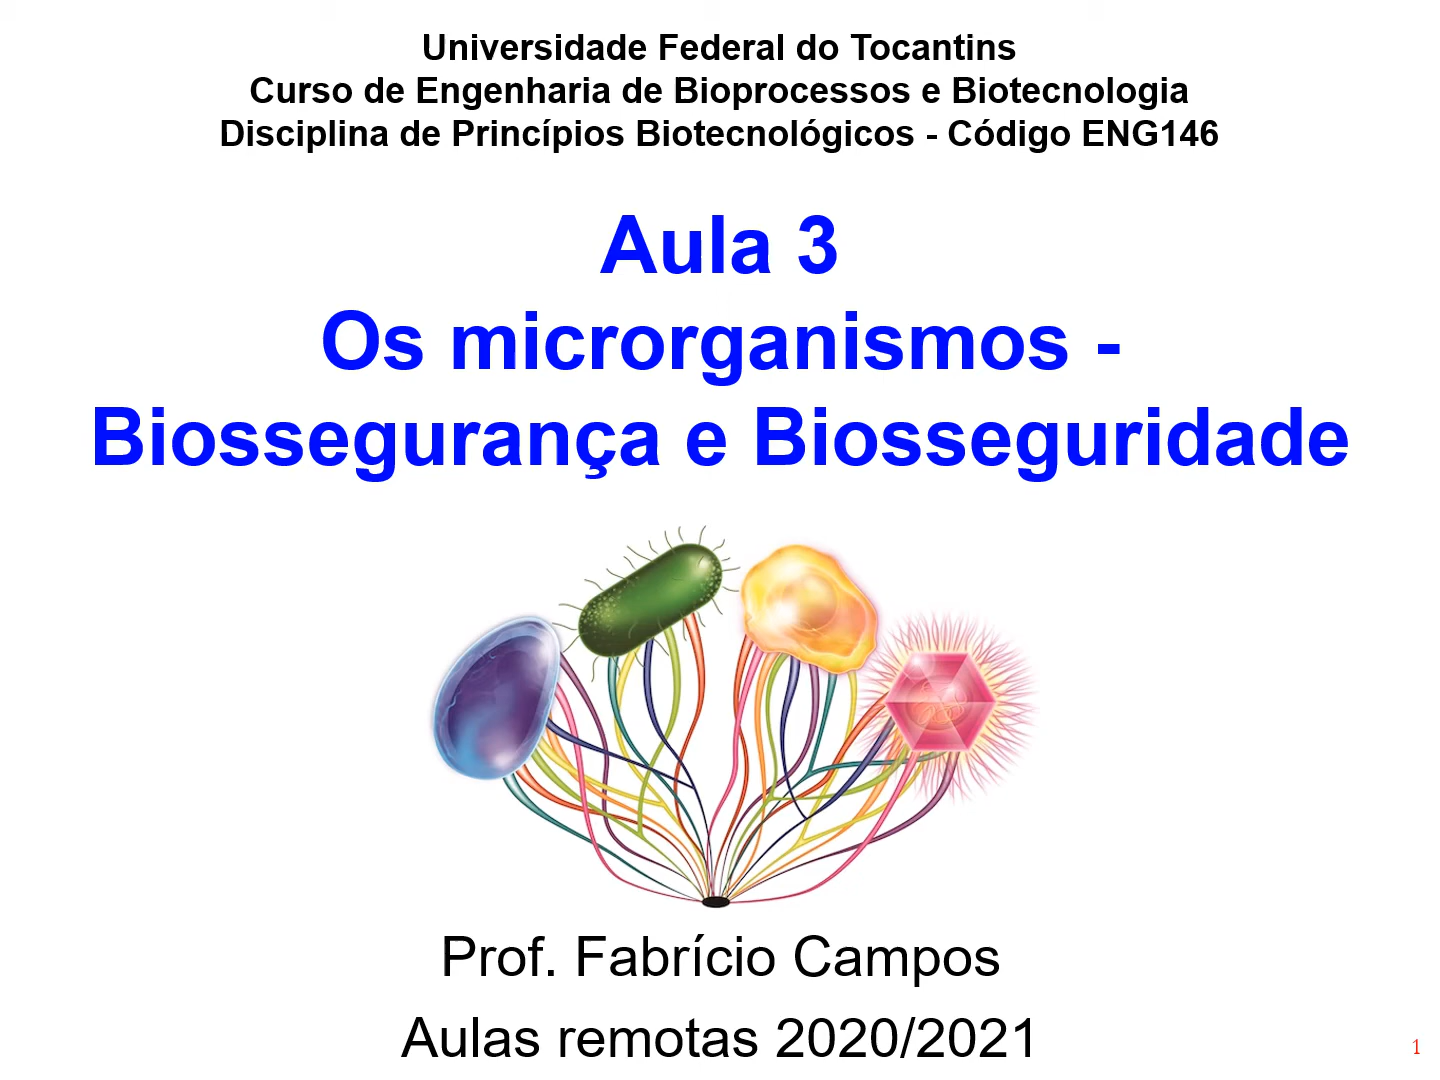 Universidade Federal do Tocantins
Curso de Engenharia de Bioprocessos e Biotecnologia
Disciplina de Princípios Biotecnológicos - Código ENG146
Aula 3
Os microrganismos -
Biossegurança e Biosseguridade
Prof. Fabrício Campos
Aulas remotas 2020/2021
1